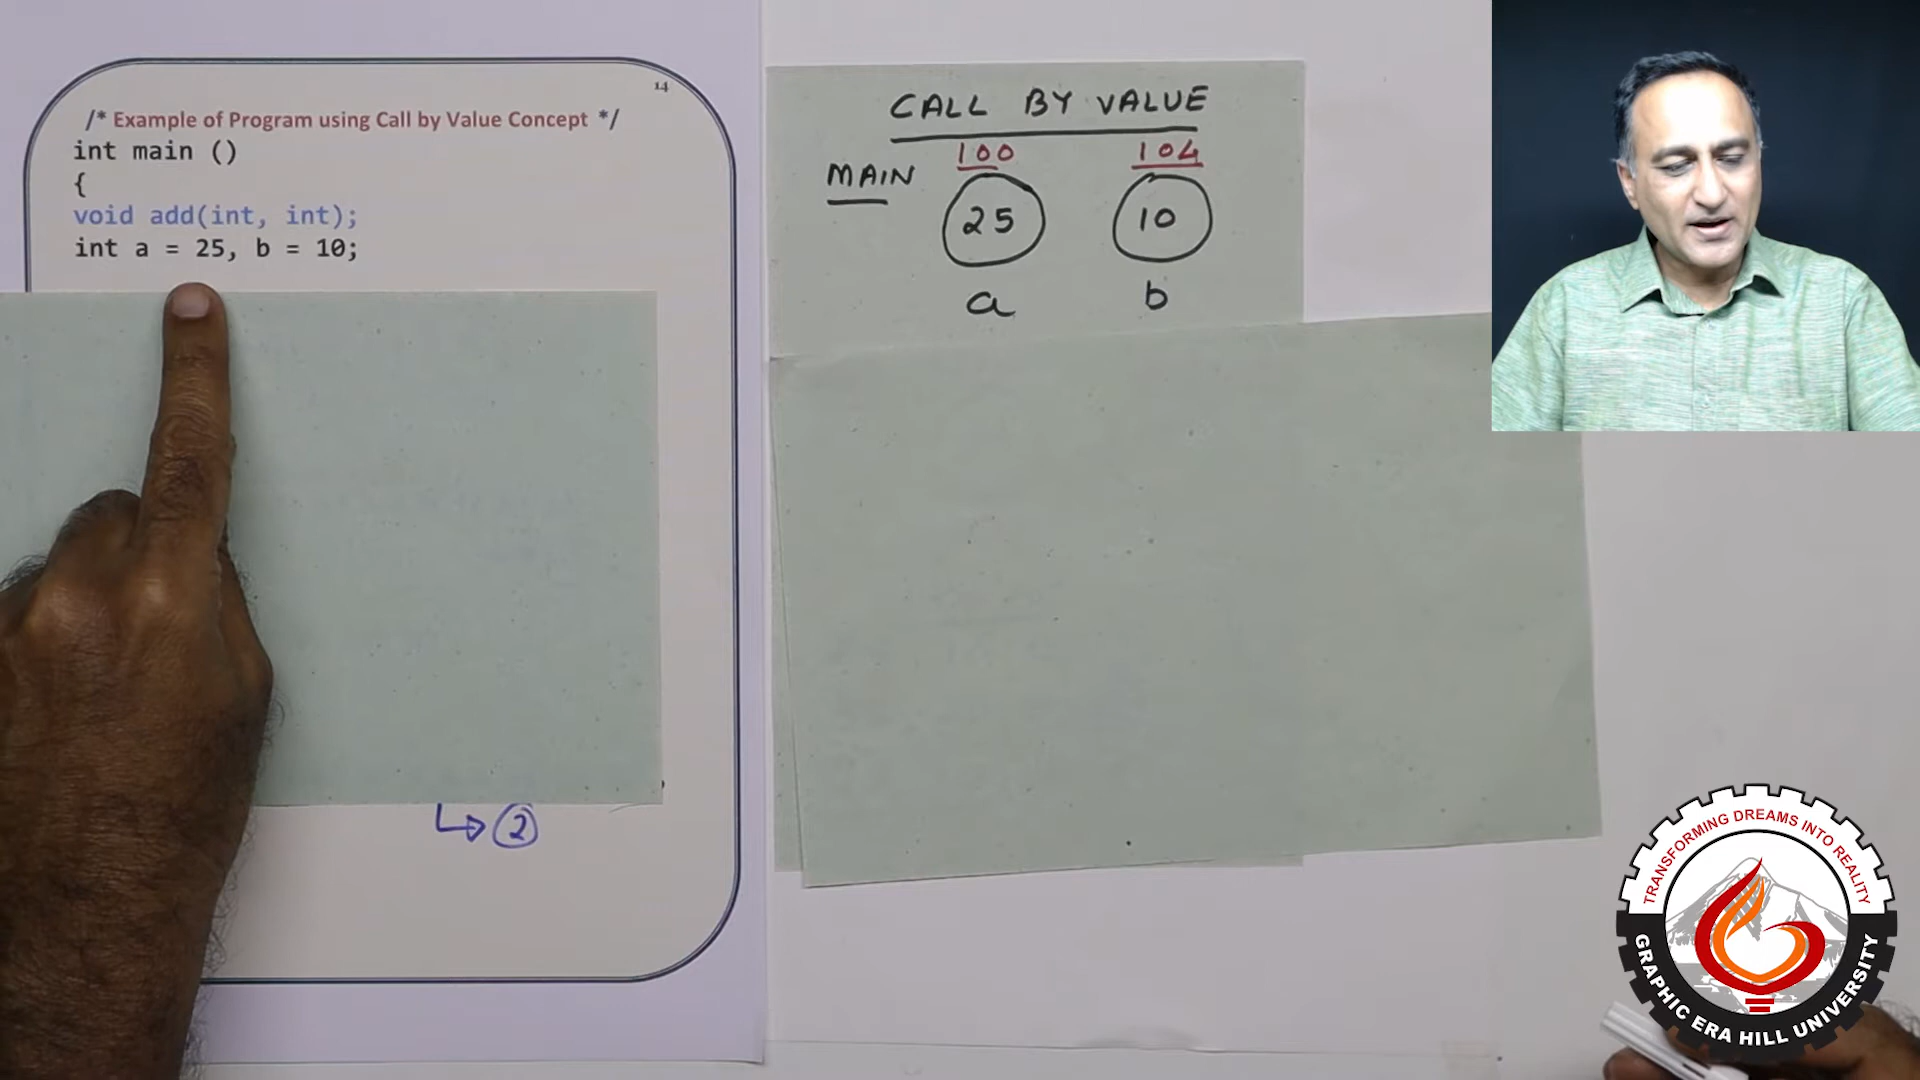 14
/* Example of Program using Call by Value Concept */
int main ()
{
void add(int, int);
int a = 25, b = 10;
2
CALL BY VALUE
MAIN
100 104
25 10
a b
TRANSFORMING DREAMS INTO REALITY
GRAPHIC ERA HILL UNIVERSITY